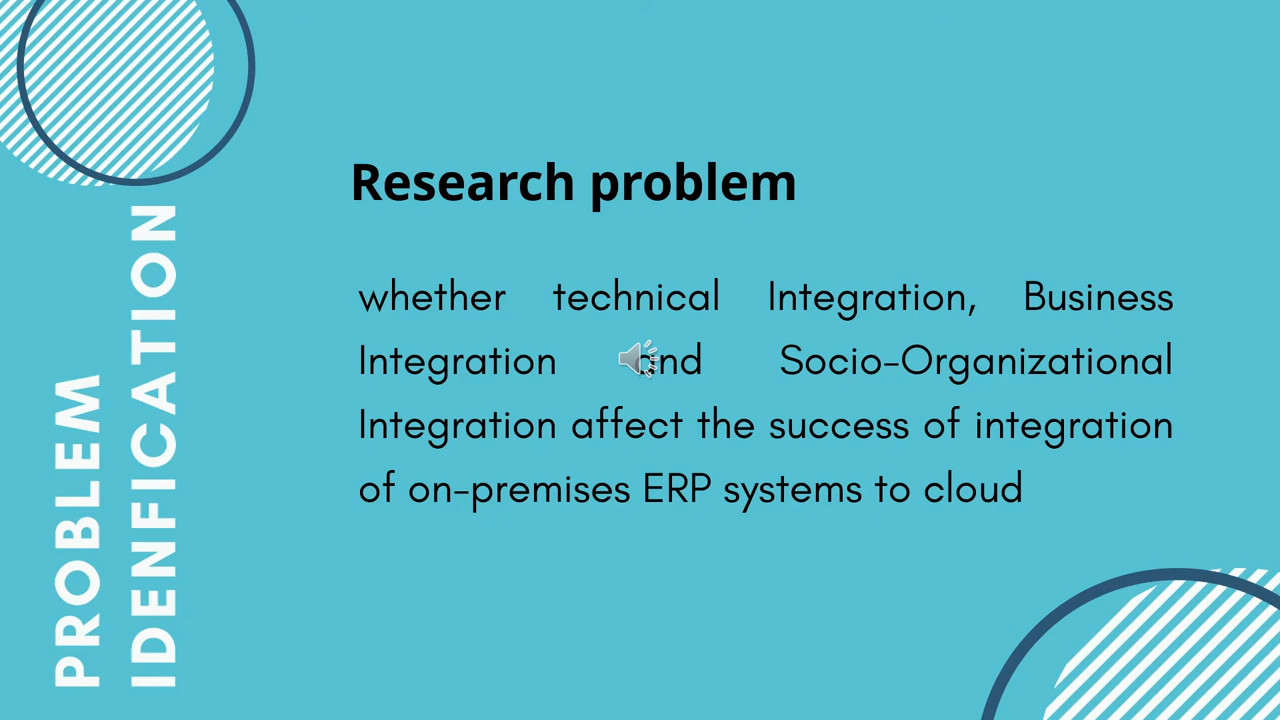 PROBLEM
IDENFICATION
Research problem
whether technical Integration, Business
Integration and Socio-Organizational
Integration affect the success of integration
of on-premises ERP systems to cloud